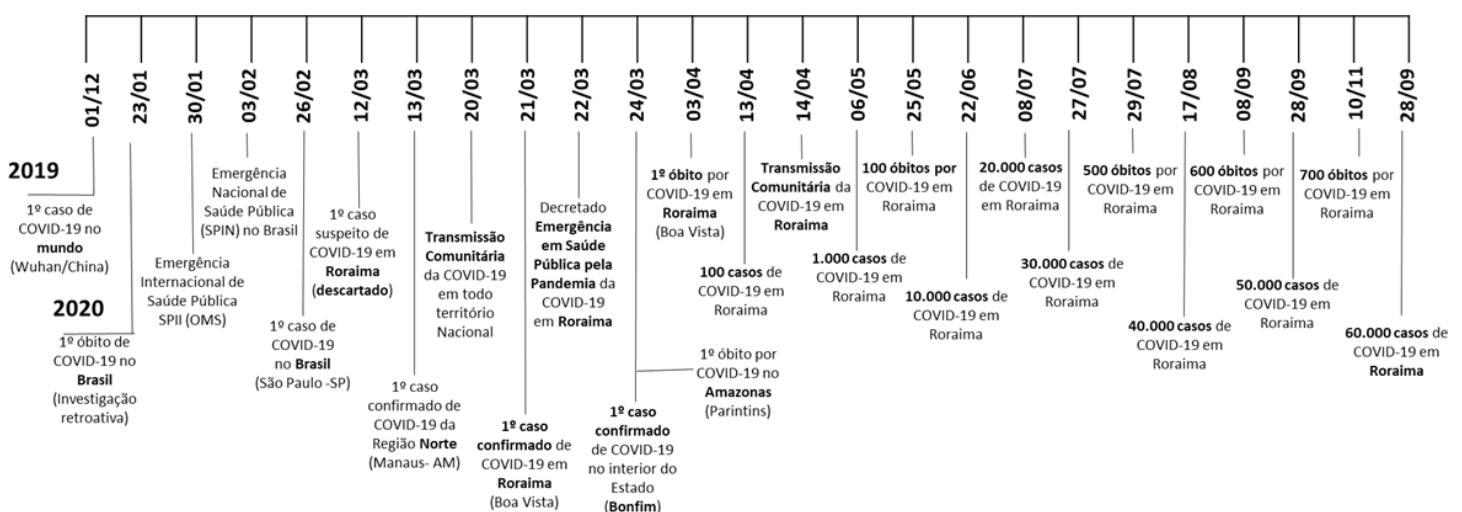 01/12
23/01
30/01
03/02
26/02
12/03
13/03
20/03
21/03
22/03
24/03
03/04
13/04
14/04
06/05
25/05
22/06
08/07
27/07
29/07
17/08
08/09
28/09
10/11
28/09
2019
1º caso de
COVID-19 no
mundo
(Wuhan/China)
2020
1º óbito de
COVID-19 no
Brasil
(Investigação
retroativa)
Emergência
Internacional de
Saúde Pública
SPII (OMS)
Emergência
Nacional de
Saúde Pública
(SPIN) no Brasil
1º caso de
COVID-19
no Brasil
(São Paulo -SP)
1º caso
suspeito de
COVID-19 em
Roraima
(descartado)
1º caso
confirmado de
COVID-19 da
Região Norte
(Manaus- AM)
Transmissão
Comunitária
da COVID-19
em todo
território
Nacional
1º caso
confirmado de
COVID-19 em
Roraima
(Boa Vista)
Decretado
Emergência
em Saúde
Pública pela
Pandemia da
COVID-19
em Roraima
1º caso
confirmado
de COVID-19
no interior do
Estado
(Bonfim)
1º óbito por
COVID-19 no
Amazonas
(Parintins)
1º óbito por
COVID-19 em
Roraima
(Boa Vista)
100 casos de
COVID-19 em
Roraima
Transmissão
Comunitária da
COVID-19 em
Roraima
1.000 casos de
COVID-19 em
Roraima
100 óbitos por
COVID-19 em
Roraima
10.000 casos de
COVID-19 em
Roraima
20.000 casos
de COVID-19
em Roraima
30.000 casos de
COVID-19 em
Roraima
500 óbitos por
COVID-19 em
Roraima
40.000 casos de
COVID-19 em
Roraima
600 óbitos por
COVID-19 em
Roraima
50.000 casos de
COVID-19 em
Roraima
700 óbitos por
COVID-19 em
Roraima
60.000 casos de
COVID-19 em
Roraima